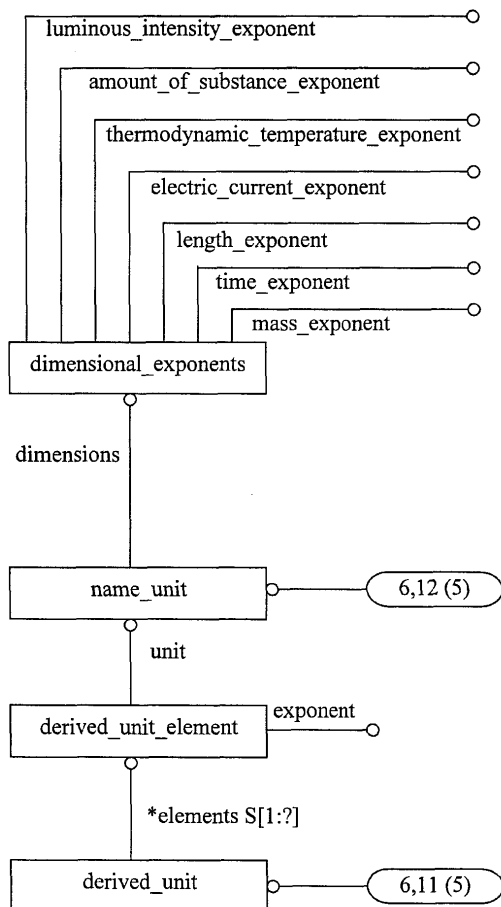 luminous_intensity_exponent
amount_of_substance_exponent
thermodynamic_temperature_exponent
electric_current_exponent
length_exponent
time_exponent
mass_exponent
dimensional_exponents
dimensions
name_unit
6,12 (5)
unit
derived_unit_element
exponent
*elements S[1:?]
derived_unit
6,11 (5)